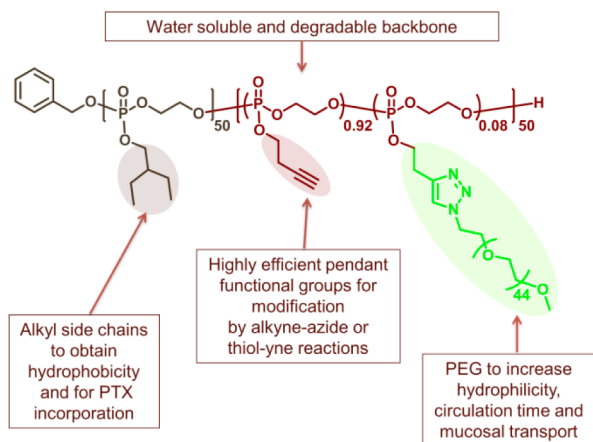 Water soluble and degradable backbone
O
O
O
O P O O
50
P O O
0.92
P O O
0.08
H
50
O
O
O
N
N
N
O
44
O
Highly efficient pendant
functional groups for
modification
by alkyne-azide or
thiol-yne reactions
Alkyl side chains
to obtain
hydrophobicity
and for PTX
incorporation
PEG to increase
hydrophilicity,
circulation time and
mucosal transport